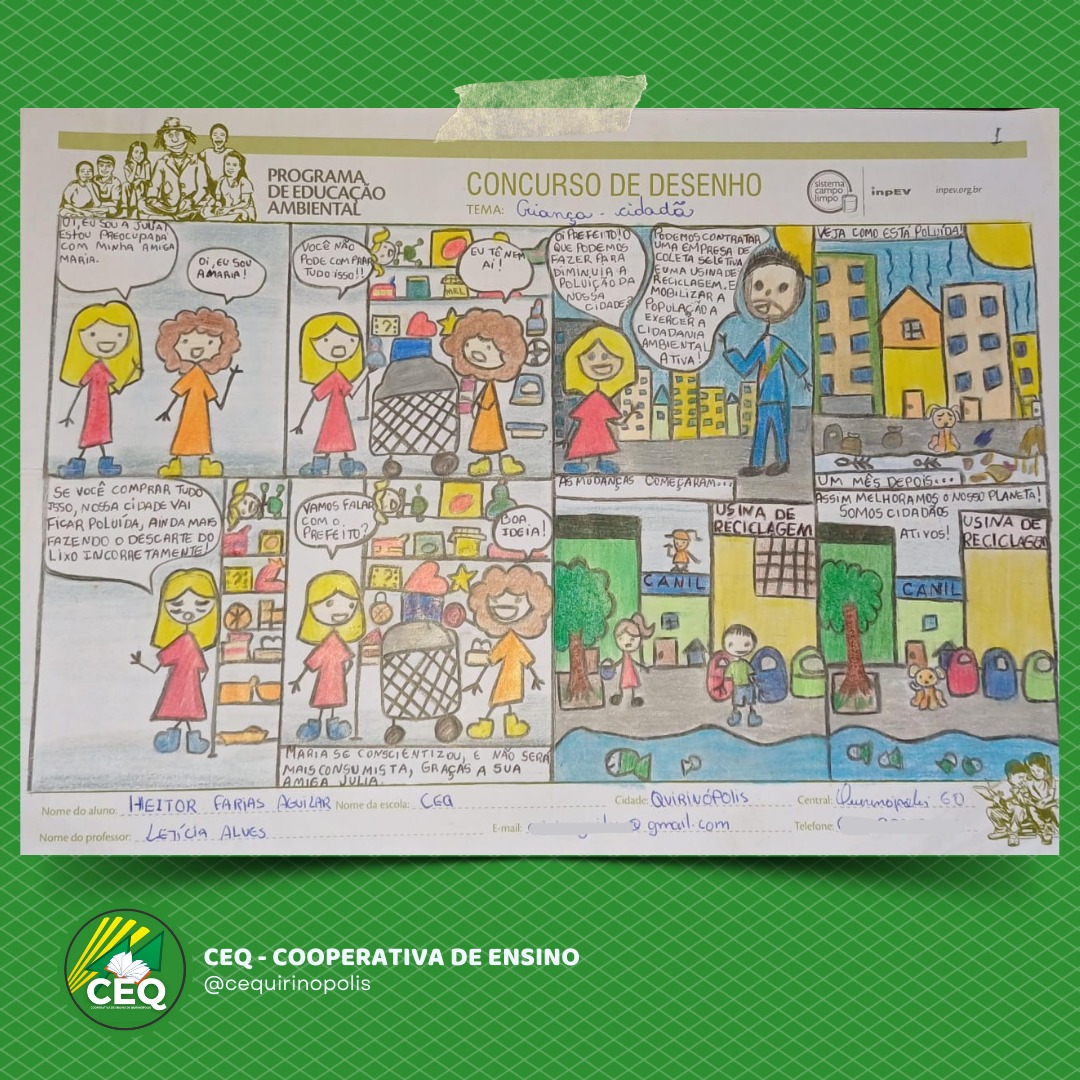 1
PROGRAMA
DE EDUCAÇÃO
AMBIENTAL
CONCURSO DE DESENHO
TEMA: Criança - cidadã
sistema
campo
limpo
inpEV
inpev.org.br
OI, EU SOU A JULIA!
ESTOU PREOCUPADA
COM MINHA AMIGA
MARIA.
OI, EU SOU
A MARIA!
VOCÊ NÃO
PODE COMPRAR
TUDO ISSO!!
EU TÔ NEM
AÍ!
MEL
OI PREFEITO! O
QUE PODEMOS
FAZER PARA
DIMINUIR A
POLUIÇÃO DA
NOSSA
CIDADE?
PODEMOS CONTRATAR
UMA EMPRESA DE
COLETA SELETIVA
E UMA USINA DE
RECICLAGEM. E
MOBILIZAR A
POPULAÇÃO A
EXERCER A
CIDADANIA
AMBIENTAL
ATIVA!
VEJA COMO ESTÁ POLUÍDA!
SE VOCÊ COMPRAR TUDO
ISSO, NOSSA CIDADE VAI
FICAR POLUÍDA, AINDA MAIS
FAZENDO O DESCARTE DO
LIXO INCORRETAMENTE!
VAMOS FALAR
COM O
PREFEITO?
BOA
IDEIA!
MARIA SE CONSCIENTIZOU, E NÃO SERÁ
MAIS CONSUMISTA, GRAÇAS A SUA
AMIGA JULIA.
AS MUDANÇAS COMEÇARAM...
USINA DE
RECICLAGEM
CANIL
UM MÊS DEPOIS...
ASSIM MELHORAMOS O NOSSO PLANETA!
SOMOS CIDADÃOS
ATIVOS!
USINA DE
RECICLAGEM
CANIL
Nome do aluno: HEITOR FARIAS AGUILAR Nome da escola: CEQ Cidade: QUIRINÓPOLIS Central: Quirinópolis GO
Nome do professor: LETÍCIA ALVES E-mail: @gmail.com Telefone: (
CEQ
CEQ - COOPERATIVA DE ENSINO
@cequirinopolis